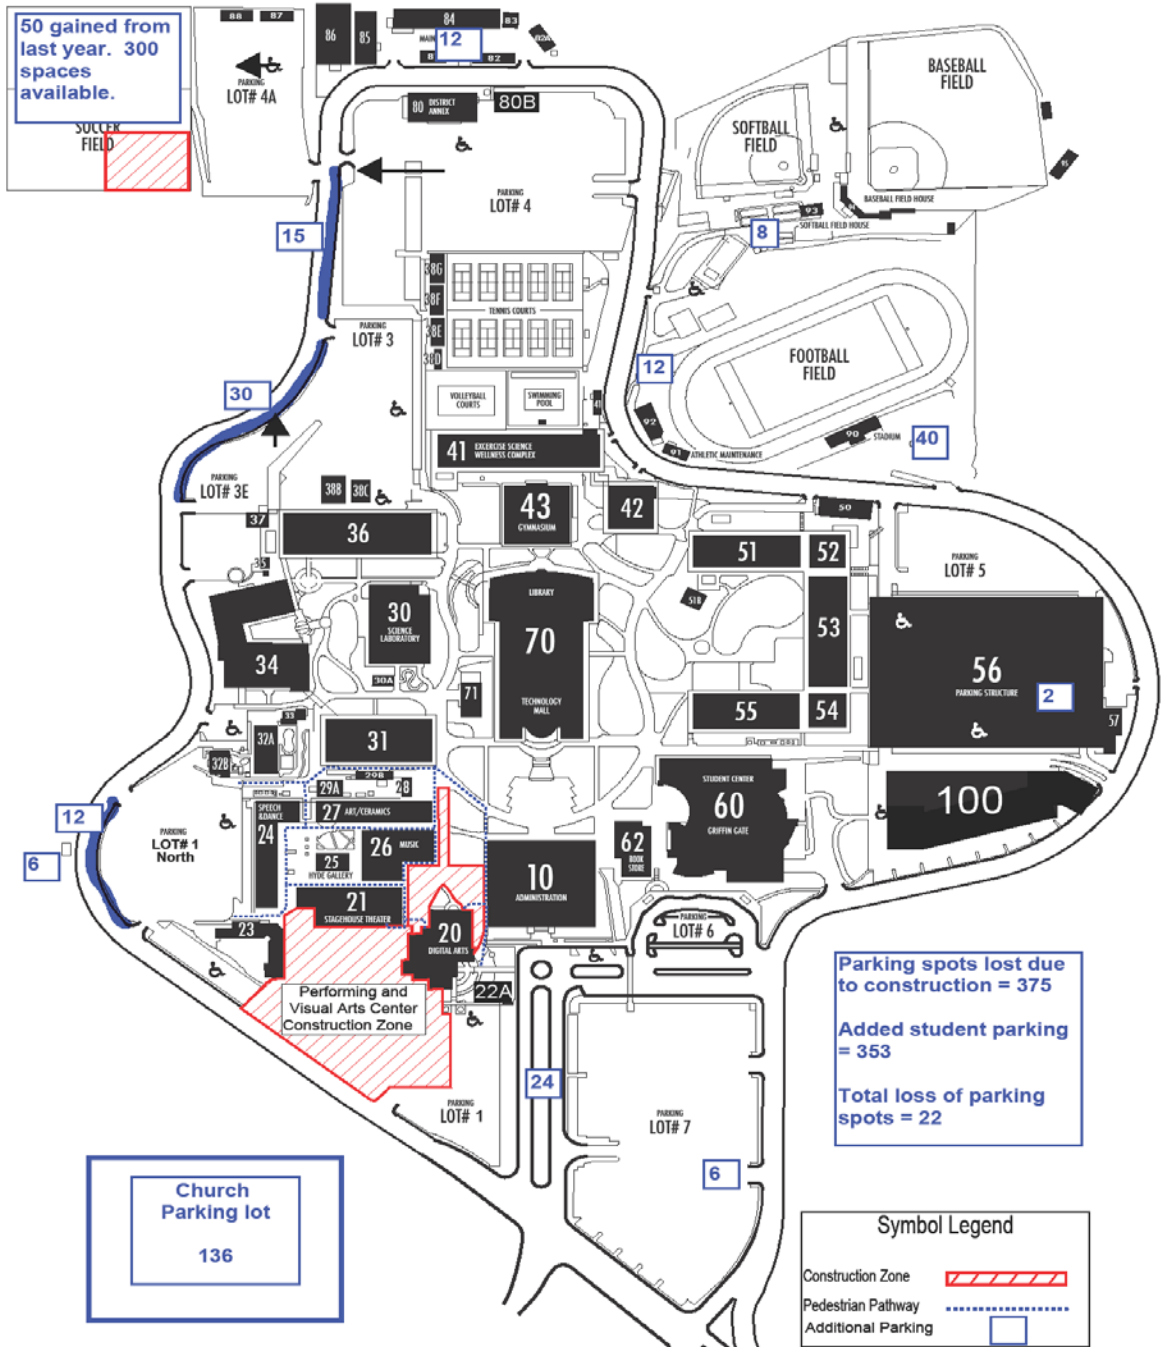 50 gained from
last year.  300
spaces
available.
SOCCER
FIELD
88
87
PARKING
LOT# 4A
86
85
84
83
12
82
82A
80
DISTRICT
ANNEX
80B
PARKING
LOT# 4
SOFTBALL
FIELD
BASEBALL
FIELD
95
BASEBALL FIELD HOUSE
93
SOFTBALL FIELD HOUSE
8
15
38G
38F
38E
38D
TENNIS COURTS
PARKING
LOT# 3
30
12
FOOTBALL
FIELD
VOLLEYBALL
COURTS
SWIMMING
POOL
92
91
ATHLETIC MAINTENANCE
90
STADIUM
40
41
EXCERCISE SCIENCE
WELLNESS COMPLEX
PARKING
LOT# 3E
38B
38C
37
36
35
43
GYMNASIUM
42
50
51
52
PARKING
LOT# 5
51B
53
30
SCIENCE
LABORATORY
30A
LIBRARY
70
TECHNOLOGY
MALL
71
34
33
32A
32B
31
55
54
56
PARKING STRUCTURE
2
57
29B
29A
28
27 ART/CERAMICS
SPEECH
&DANCE
24
26 MUSIC
25
HYDE GALLERY
21
STAGEHOUSE THEATER
23
12
6
PARKING
LOT# 1
North
10
ADMINISTRATION
62
BOOK
STORE
STUDENT CENTER
60
GRIFFIN GATE
100
20
DIGITAL ARTS
22A
PARKING
LOT# 6
Performing and
Visual Arts Center
Construction Zone
PARKING
LOT# 1
24
PARKING
LOT# 7
6
Parking spots lost due
to construction = 375
Added student parking
= 353
Total loss of parking
spots = 22
Church
Parking lot
136
Symbol Legend
Construction Zone
Pedestrian Pathway
Additional Parking